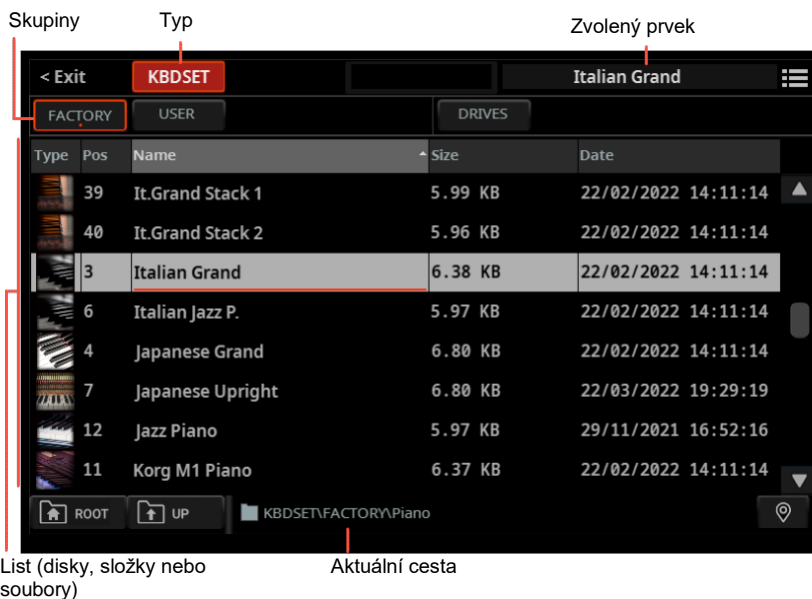 Skupiny Typ Zvolený prvek
< Exit KBDSET Italian Grand
FACTORY USER DRIVES
Type Pos Name Size Date
39 It.Grand Stack 1 5.99 KB 22/02/2022 14:11:14
40 It.Grand Stack 2 5.96 KB 22/02/2022 14:11:14
3 Italian Grand 6.38 KB 22/02/2022 14:11:14
6 Italian Jazz P. 5.97 KB 22/02/2022 14:11:14
4 Japanese Grand 6.80 KB 22/02/2022 14:11:14
7 Japanese Upright 6.80 KB 22/03/2022 19:29:19
12 Jazz Piano 5.97 KB 29/11/2021 16:52:16
11 Korg M1 Piano 6.37 KB 22/02/2022 14:11:14
ROOT UP KBDSET\FACTORY\Piano
List (disky, složky nebo Aktuální cesta
soubory)